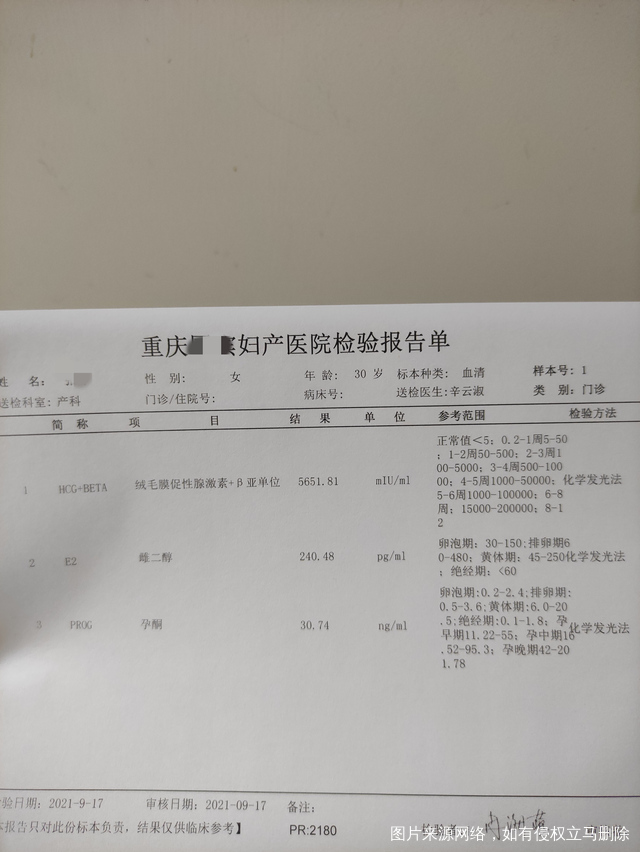 重庆 妇产医院检验报告单
姓 名: 性 别: 女 年 龄: 30 岁 标本种类: 血清 样本号: 1
送检科室: 产科 门诊/住院号: 病床号: 送检医生: 辛云淑 类 别: 门诊
简 称 项 目 结 果 单 位 参考范围 检验方法
正常值<5; 0.2-1周5-50
; 1-2周50-500; 2-3周1
00-5000; 3-4周500-100
1 HCG+BETA 绒毛膜促性腺激素+β亚单位 5651.81 mIU/ml 00; 4-5周1000-50000; 化学发光法
5-6周1000-100000; 6-8
周; 15000-200000; 8-1
2
卵泡期: 30-150;排卵期6
2 E2 雌二醇 240.48 pg/ml 0-480; 黄体期: 45-250 化学发光法
; 绝经期: <60
卵泡期:0.2-2.4;排卵期:
0.5-3.6;黄体期:6.0-20
3 PROG 孕酮 30.74 ng/ml .5;绝经期:0.1-1.8; 孕 化学发光法
早期11.22-55; 孕中期16
.52-95.3; 孕晚期42-20
1.78
检验日期: 2021-9-17 审核日期: 2021-09-17 备注:
本报告只对此份标本负责, 结果仅供临床参考】 PR:2180
图片来源网络,如有侵权立马删除